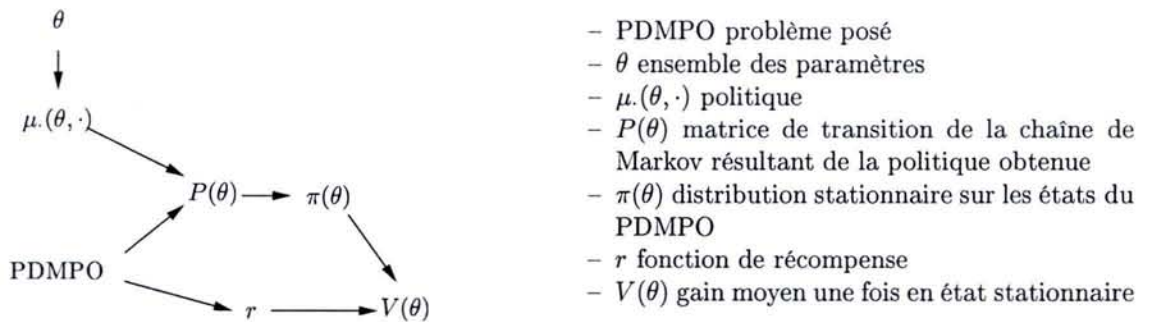 θ
μ.(θ, ·)
P(θ)
π(θ)
PDMPO
r
V(θ)
– PDMPO problème posé
– θ ensemble des paramètres
– μ.(θ, ·) politique
– P(θ) matrice de transition de la chaîne de
Markov résultant de la politique obtenue
– π(θ) distribution stationnaire sur les états du
PDMPO
– r fonction de récompense
– V(θ) gain moyen une fois en état stationnaire